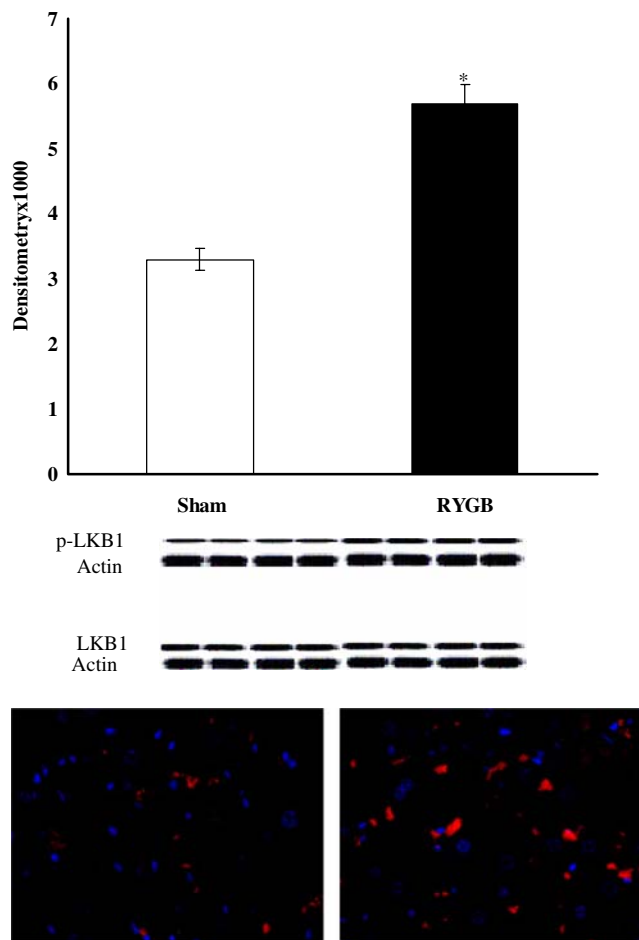 7
6
5
4
3
2
1
0
Densitometryx1000
*
Sham RYGB
p-LKB1
Actin
LKB1
Actin